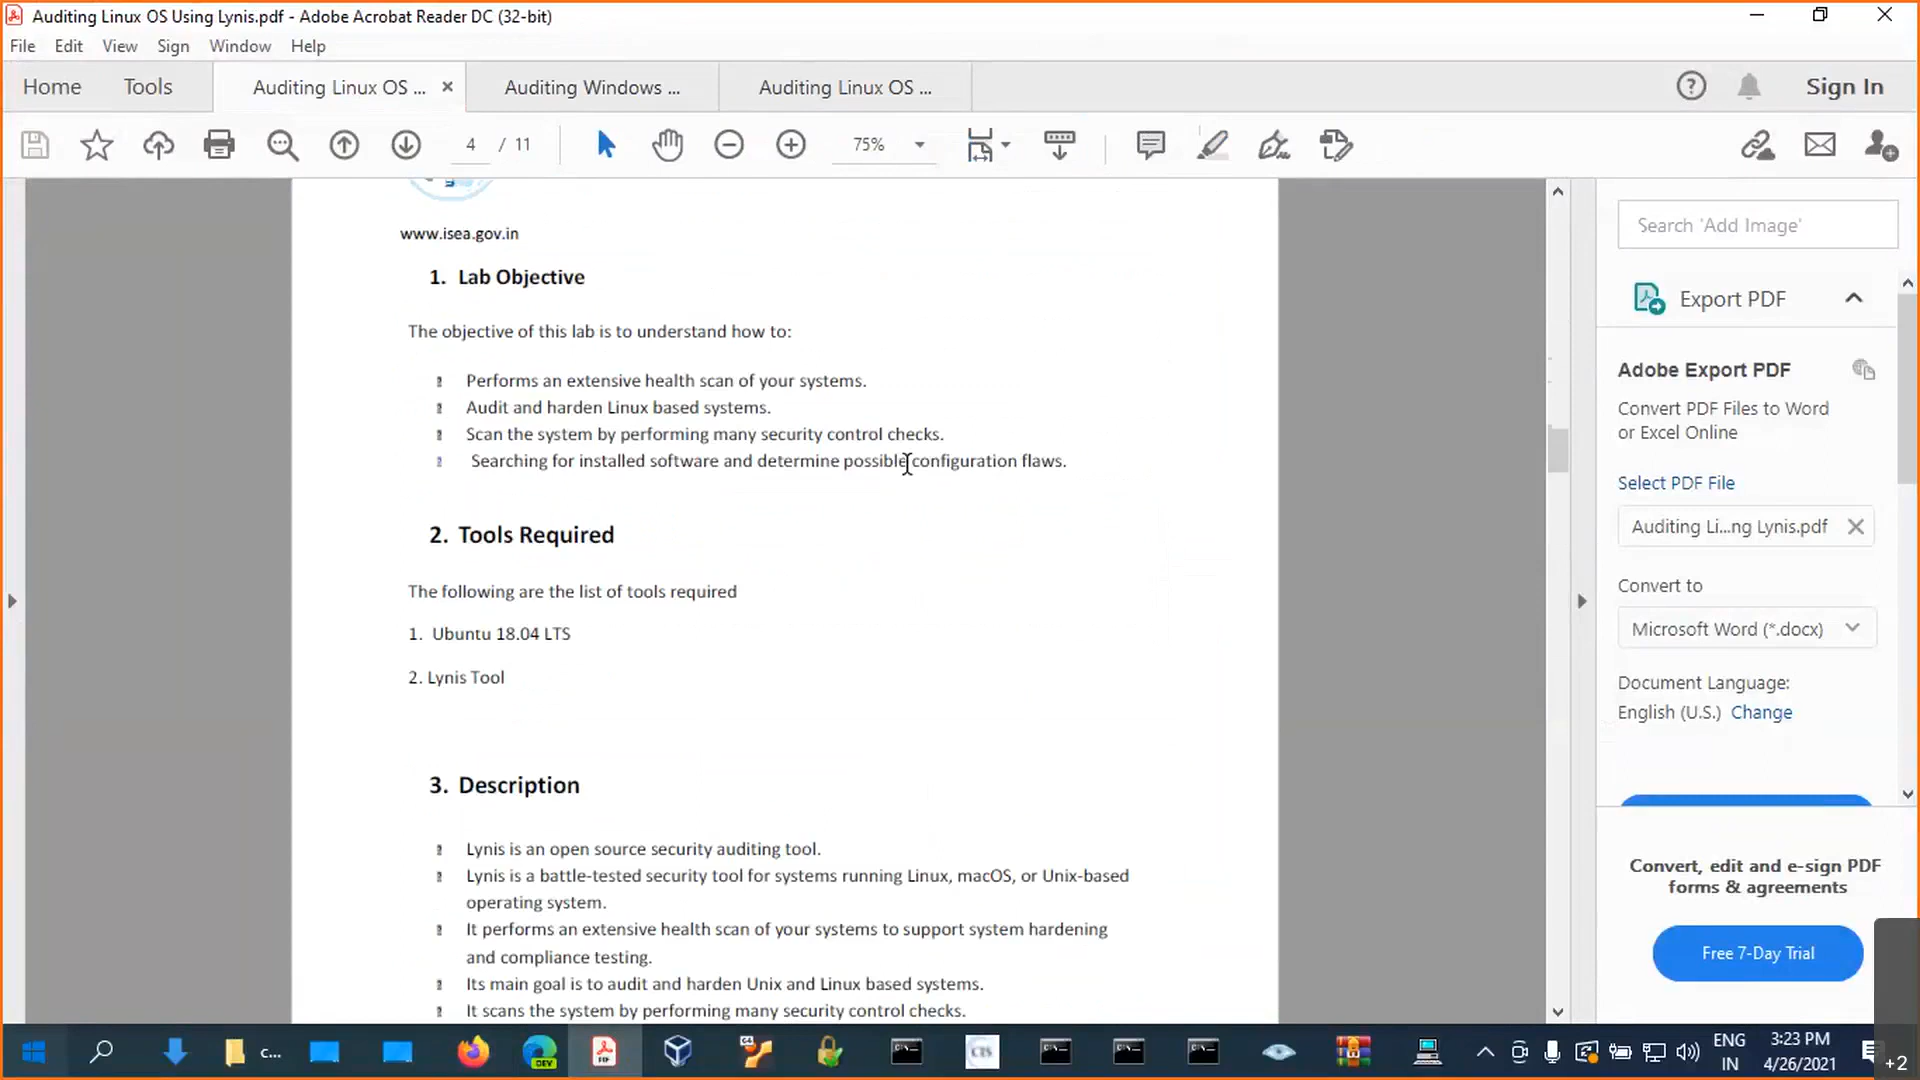 Auditing Linux OS Using Lynis.pdf - Adobe Acrobat Reader DC (32-bit)
File Edit View Sign Window Help
Home Tools Auditing Linux OS ... Auditing Windows ... Auditing Linux OS ... Sign In
4 / 11 75%
www.isea.gov.in
1. Lab Objective
The objective of this lab is to understand how to:
Performs an extensive health scan of your systems.
Audit and harden Linux based systems.
Scan the system by performing many security control checks.
Searching for installed software and determine possible configuration flaws.
2. Tools Required
The following are the list of tools required
1. Ubuntu 18.04 LTS
2. Lynis Tool
3. Description
Lynis is an open source security auditing tool.
Lynis is a battle-tested security tool for systems running Linux, macOS, or Unix-based
operating system.
It performs an extensive health scan of your systems to support system hardening
and compliance testing.
Its main goal is to audit and harden Unix and Linux based systems.
It scans the system by performing many security control checks.
Search 'Add Image'
Export PDF
Adobe Export PDF
Convert PDF Files to Word
or Excel Online
Select PDF File
Auditing Li...ng Lynis.pdf
Convert to
Microsoft Word (*.docx)
Document Language:
English (U.S.) Change
Convert, edit and e-sign PDF
forms & agreements
Free 7-Day Trial
c...
DEV
CIS
ENG
IN
3:23 PM
4/26/2021
+2